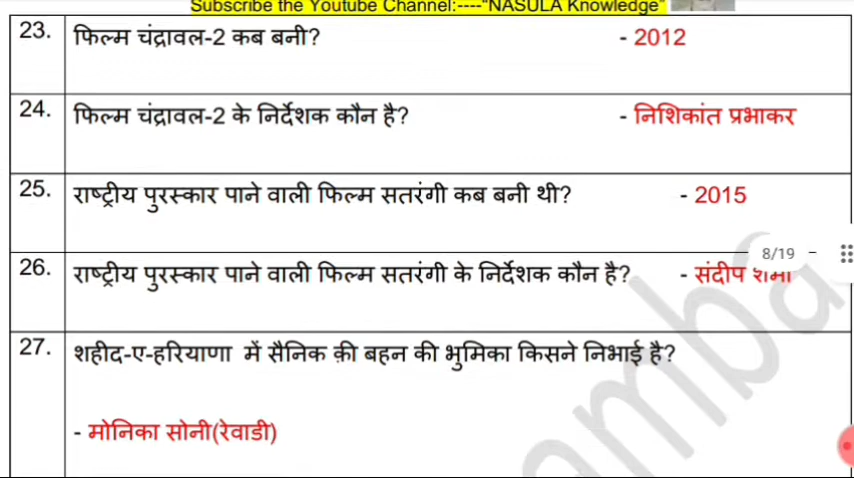 Subscribe the Youtube Channel:----"NASULA Knowledge"
23. फिल्म चंद्रावल-2 कब बनी? - 2012
24. फिल्म चंद्रावल-2 के निर्देशक कौन है? - निशिकांत प्रभाकर
25. राष्ट्रीय पुरस्कार पाने वाली फिल्म सतरंगी कब बनी थी? - 2015
8/19
26. राष्ट्रीय पुरस्कार पाने वाली फिल्म सतरंगी के निर्देशक कौन है? - संदीप शर्मा
27. शहीद-ए-हरियाणा में सैनिक की बहन की भुमिका किसने निभाई है?
- मोनिका सोनी(रेवाडी)